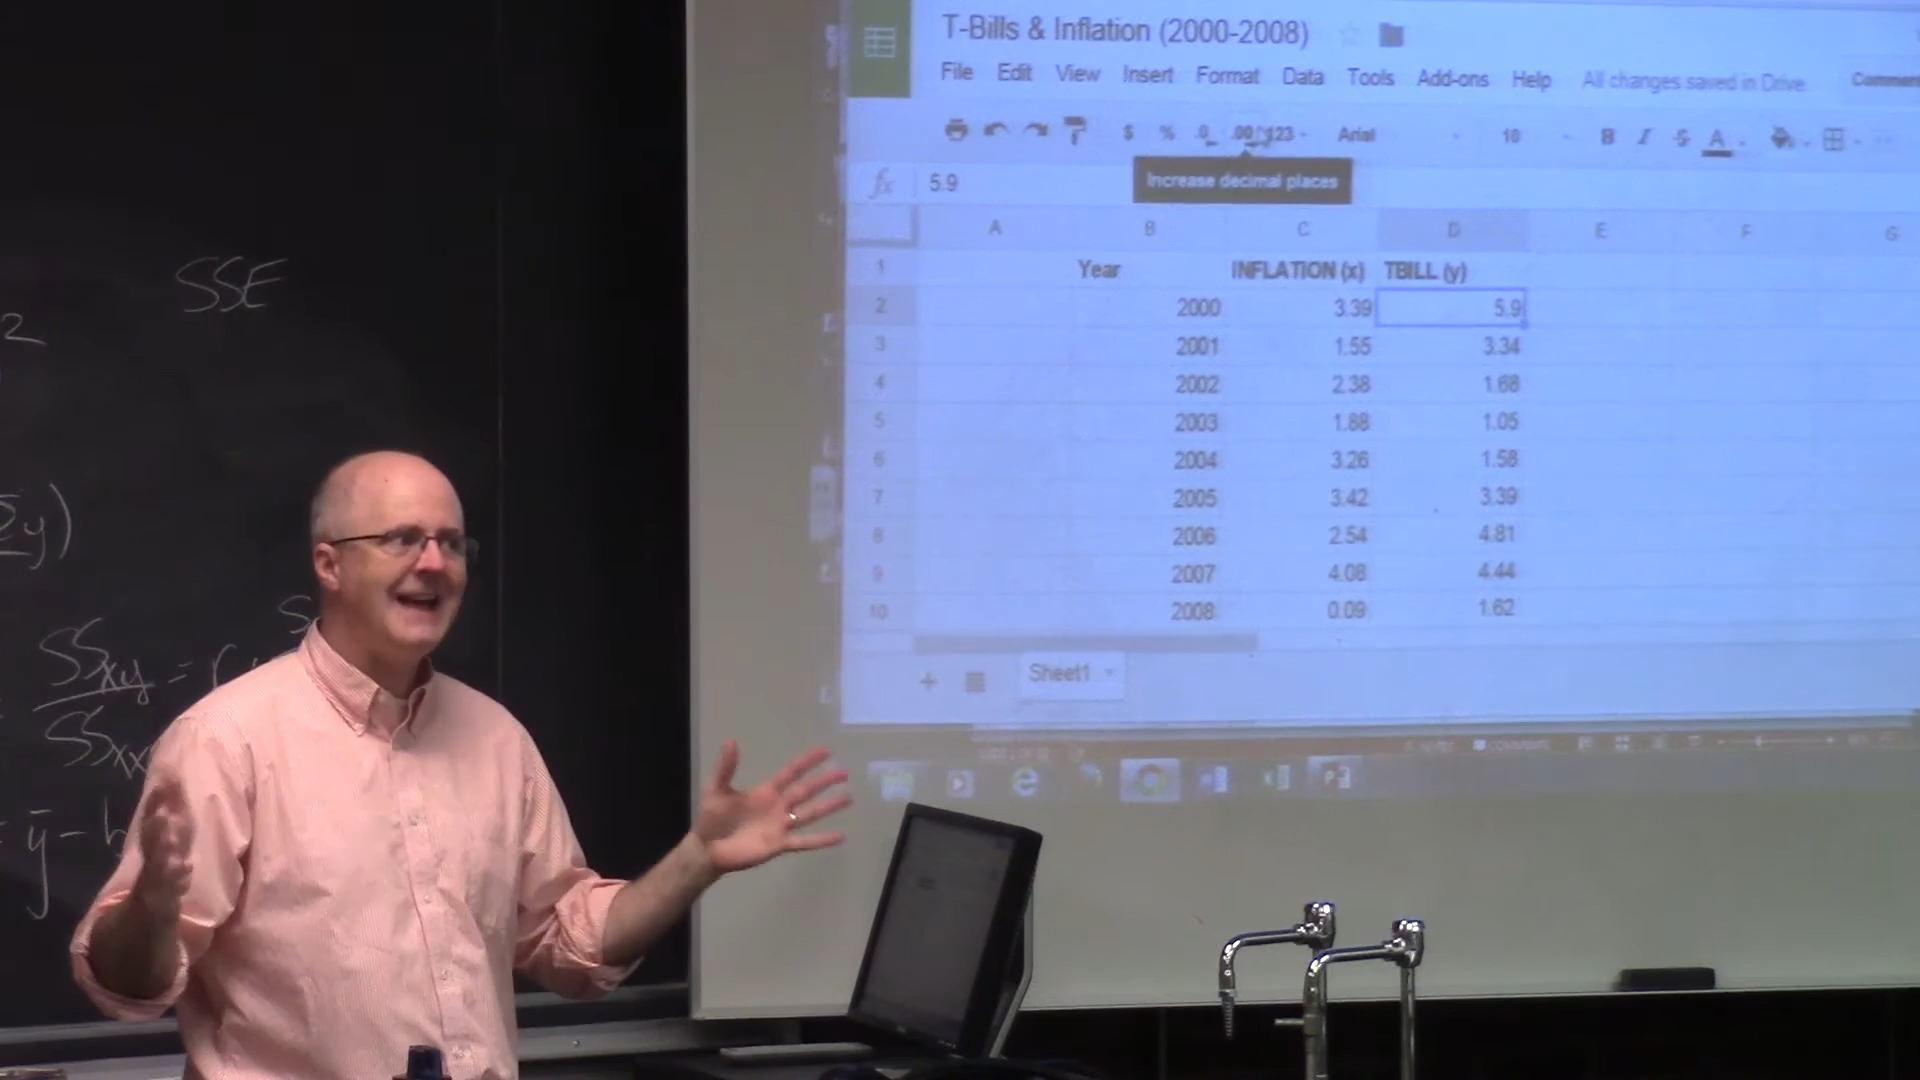 SSE
2
Σy)
SSxy =
SSxx
= ȳ -
T-Bills & Inflation (2000-2008)
File Edit View Insert Format Data Tools Add-ons Help All changes saved in Drive
$ % .0 .00 123 Arial 10 B I S A
Increase decimal places
fx 5.9
A B C D E F G
1 Year INFLATION (x) TBILL (y)
2 2000 3.39 5.9
3 2001 1.55 3.34
4 2002 2.38 1.68
5 2003 1.88 1.05
6 2004 3.26 1.58
7 2005 3.42 3.39
8 2006 2.54 4.81
9 2007 4.08 4.44
10 2008 0.09 1.62
+ Sheet1